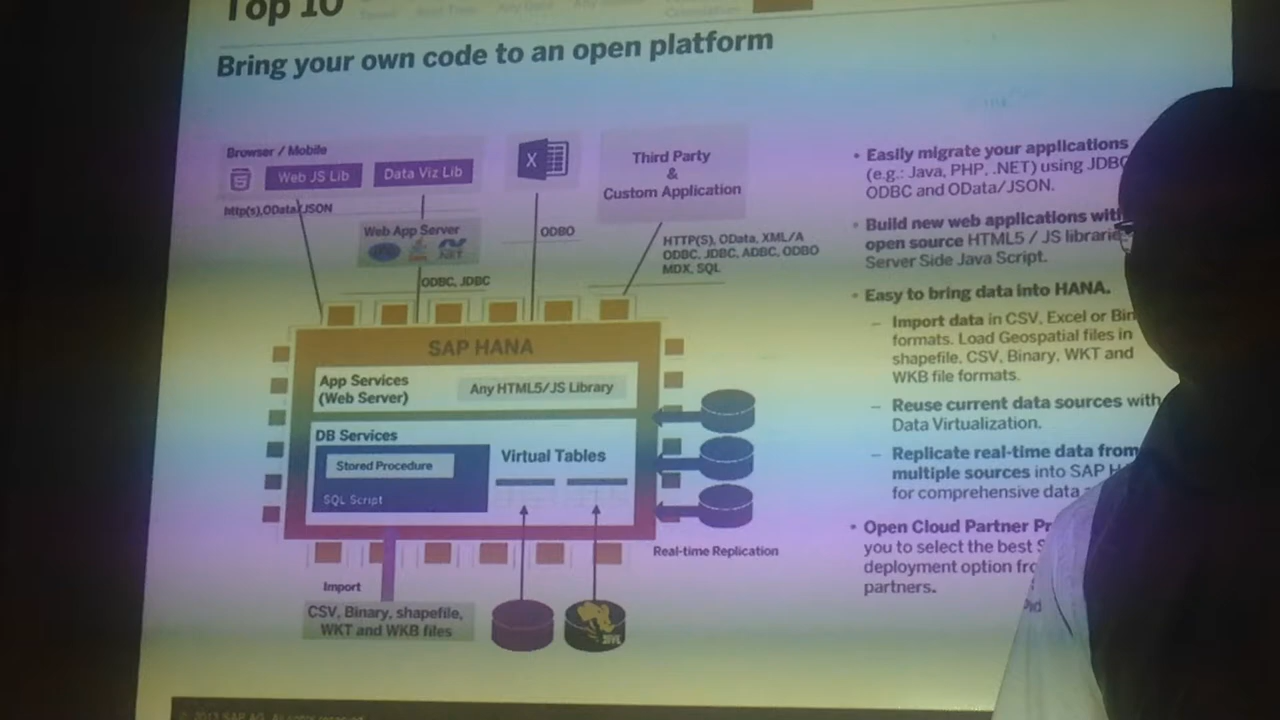 Top 10
Bring your own code to an open platform
Browser / Mobile
Web JS Lib
Data Viz Lib
http(s),OData/JSON
Web App Server
.NET
ODBC, JDBC
X
ODBO
Third Party
&
Custom Application
HTTP(S), OData, XML/A
ODBC, JDBC, ADBC, ODBO
MDX, SQL
SAP HANA
App Services
(Web Server)
Any HTML5/JS Library
DB Services
Stored Procedure
SQL Script
Virtual Tables
Real-time Replication
Import
CSV, Binary, shapefile,
WKT and WKB files
HIVE
• Easily migrate your applications
(e.g.: Java, PHP, .NET) using JDBC
ODBC and OData/JSON.
• Build new web applications with
open source HTML5 / JS librarie
Server Side Java Script.
• Easy to bring data into HANA.
– Import data in CSV, Excel or Bin
formats. Load Geospatial files in
shapefile, CSV, Binary, WKT and
WKB file formats.
– Reuse current data sources with
Data Virtualization.
– Replicate real-time data from
multiple sources into SAP H
for comprehensive data
• Open Cloud Partner Pr
you to select the best S
deployment option fro
partners.
© 2013 SAP AG. All rights reserved.